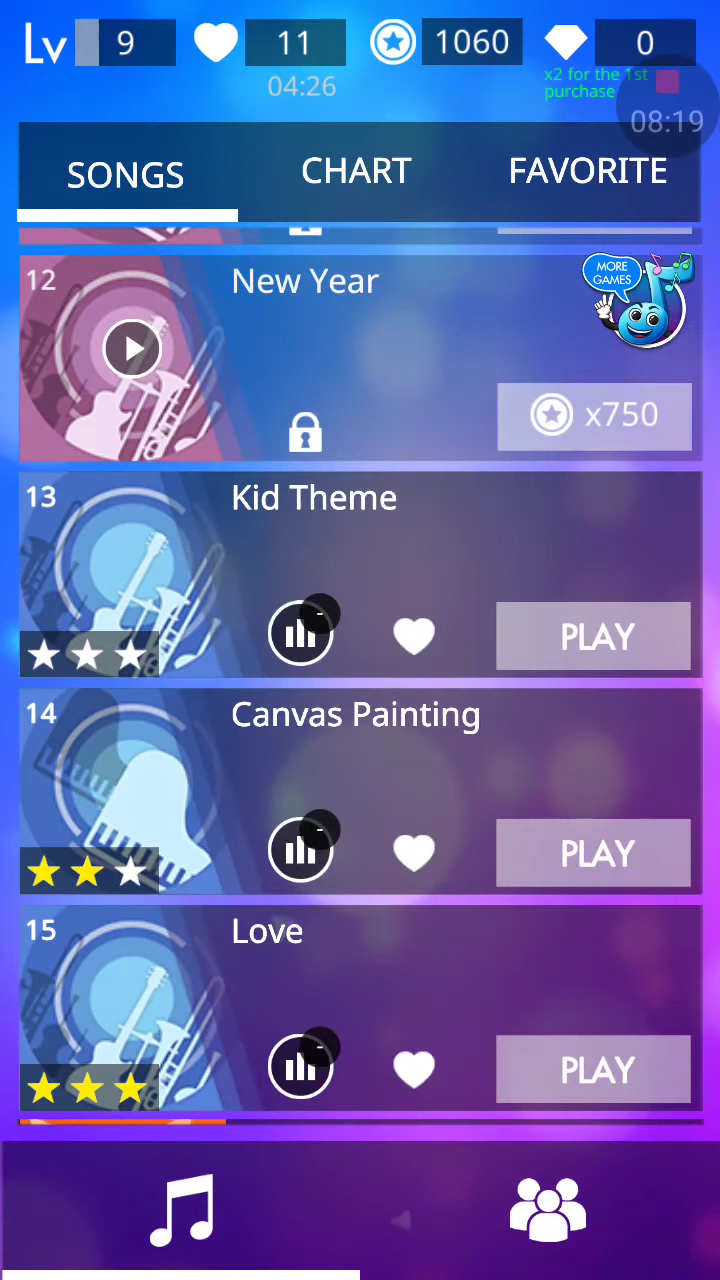 Lv 9 11 1060 0
04:26
x2 for the 1st
purchase
08:19
SONGS CHART FAVORITE
12 New Year
MORE
GAMES
x750
13 Kid Theme
PLAY
14 Canvas Painting
PLAY
15 Love
PLAY